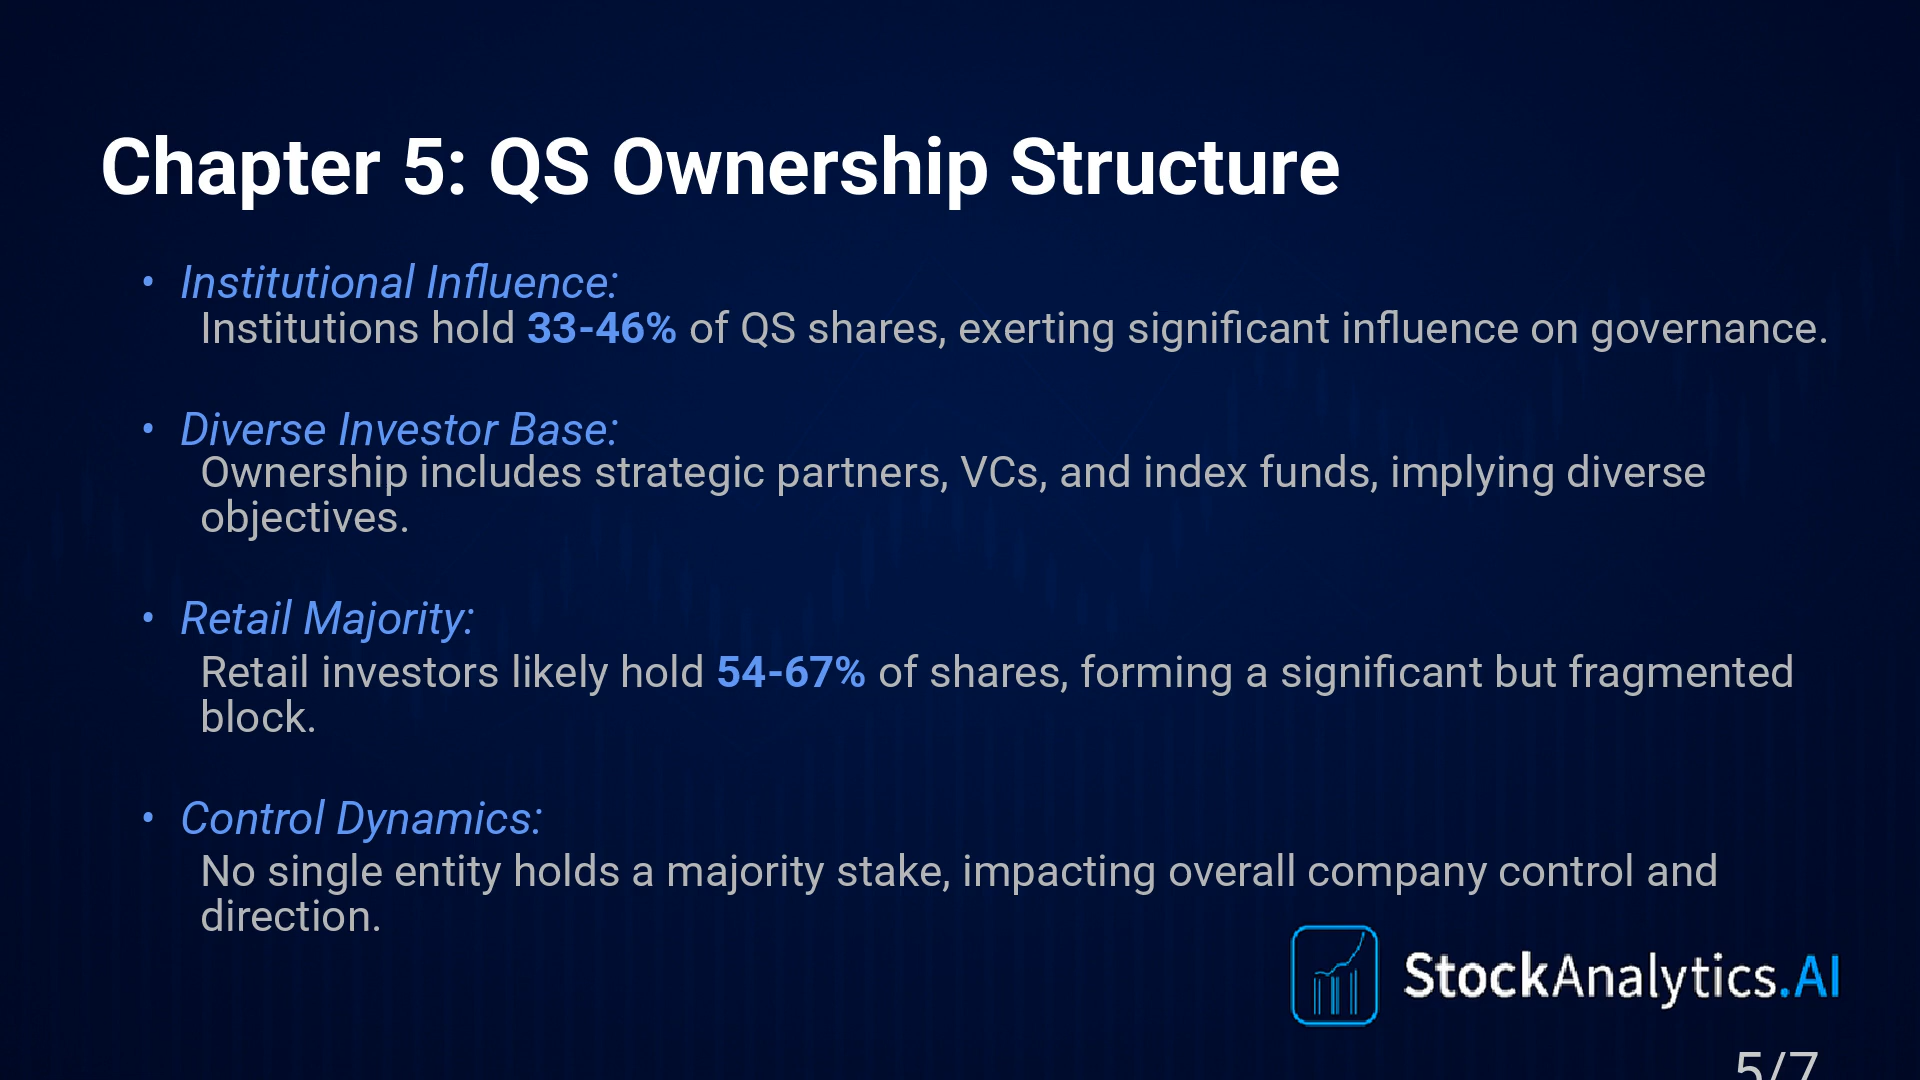 Chapter 5: QS Ownership Structure
• Institutional Influence:
Institutions hold 33-46% of QS shares, exerting significant influence on governance.
• Diverse Investor Base:
Ownership includes strategic partners, VCs, and index funds, implying diverse
objectives.
• Retail Majority:
Retail investors likely hold 54-67% of shares, forming a significant but fragmented
block.
• Control Dynamics:
No single entity holds a majority stake, impacting overall company control and
direction.
StockAnalytics.AI
5/7